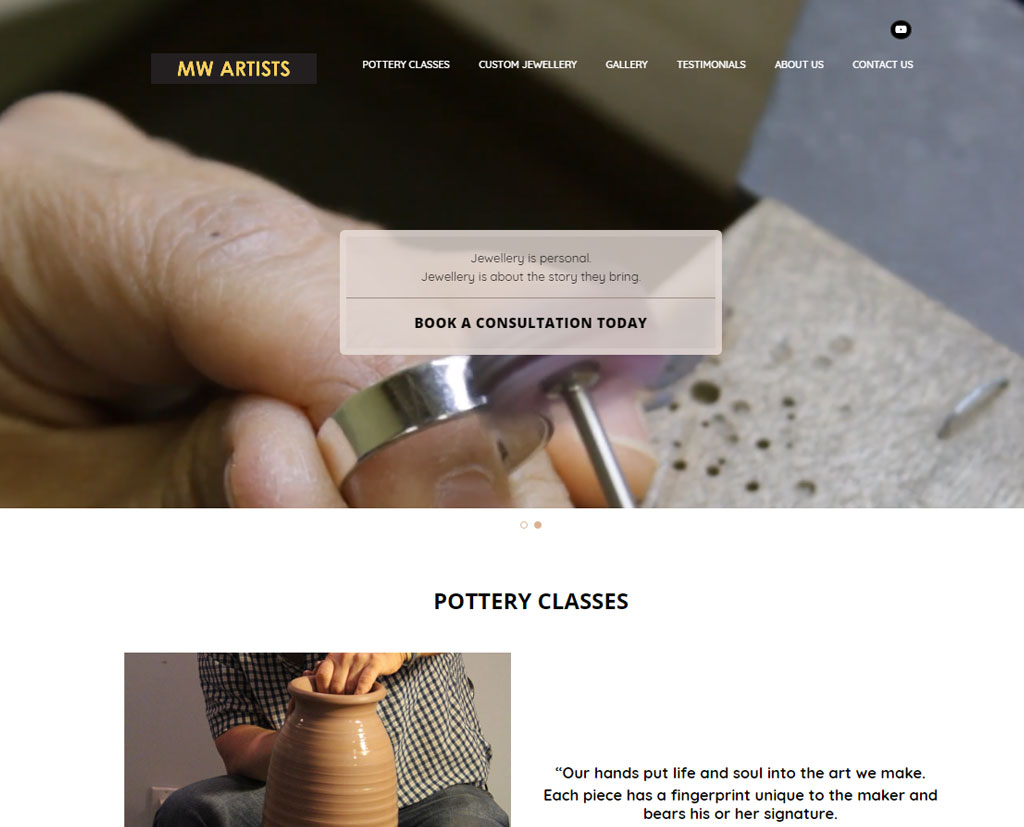 MW ARTISTS
POTTERY CLASSES CUSTOM JEWELLERY GALLERY TESTIMONIALS ABOUT US CONTACT US
Jewellery is personal.
Jewellery is about the story they bring.
BOOK A CONSULTATION TODAY
POTTERY CLASSES
“Our hands put life and soul into the art we make.
Each piece has a fingerprint unique to the maker and
bears his or her signature.